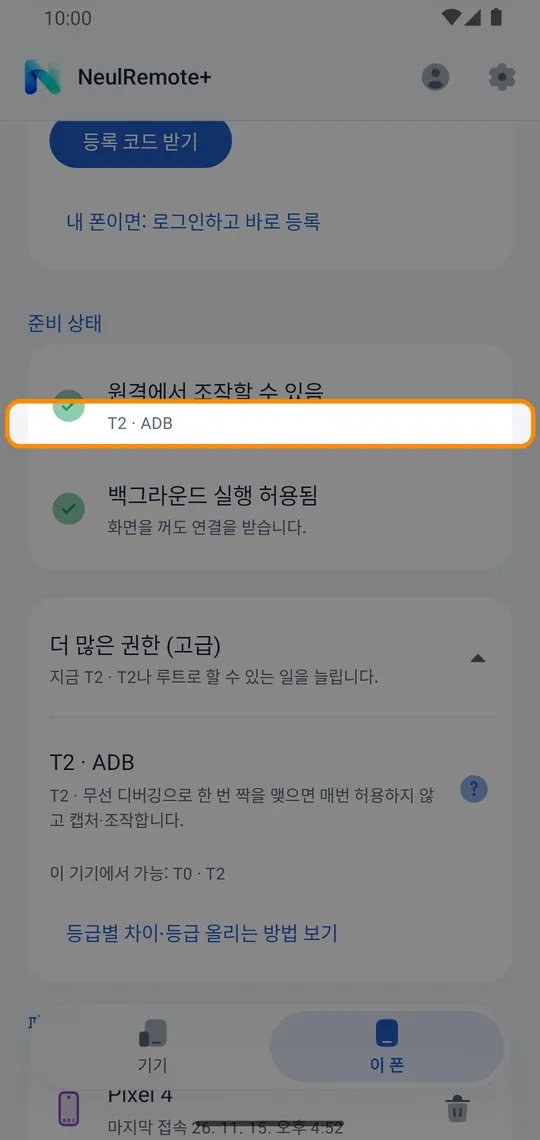 10:00
NeulRemote+
등록 코드 받기
내 폰이면: 로그인하고 바로 등록
준비 상태
원격에서 조작할 수 있음
T2 · ADB
백그라운드 실행 허용됨
화면을 꺼도 연결을 받습니다.
더 많은 권한 (고급)
지금 T2 · T2나 루트로 할 수 있는 일을 늘립니다.
T2 · ADB
T2 · 무선 디버깅으로 한 번 짝을 맺으면 매번 허용하지 않
고 캡처·조작합니다.
?
이 기기에서 가능: T0 · T2
등급별 차이·등급 올리는 방법 보기
기기
이 폰
Pixel 4
마지막 접속 26. 11. 15. 오후 4:52